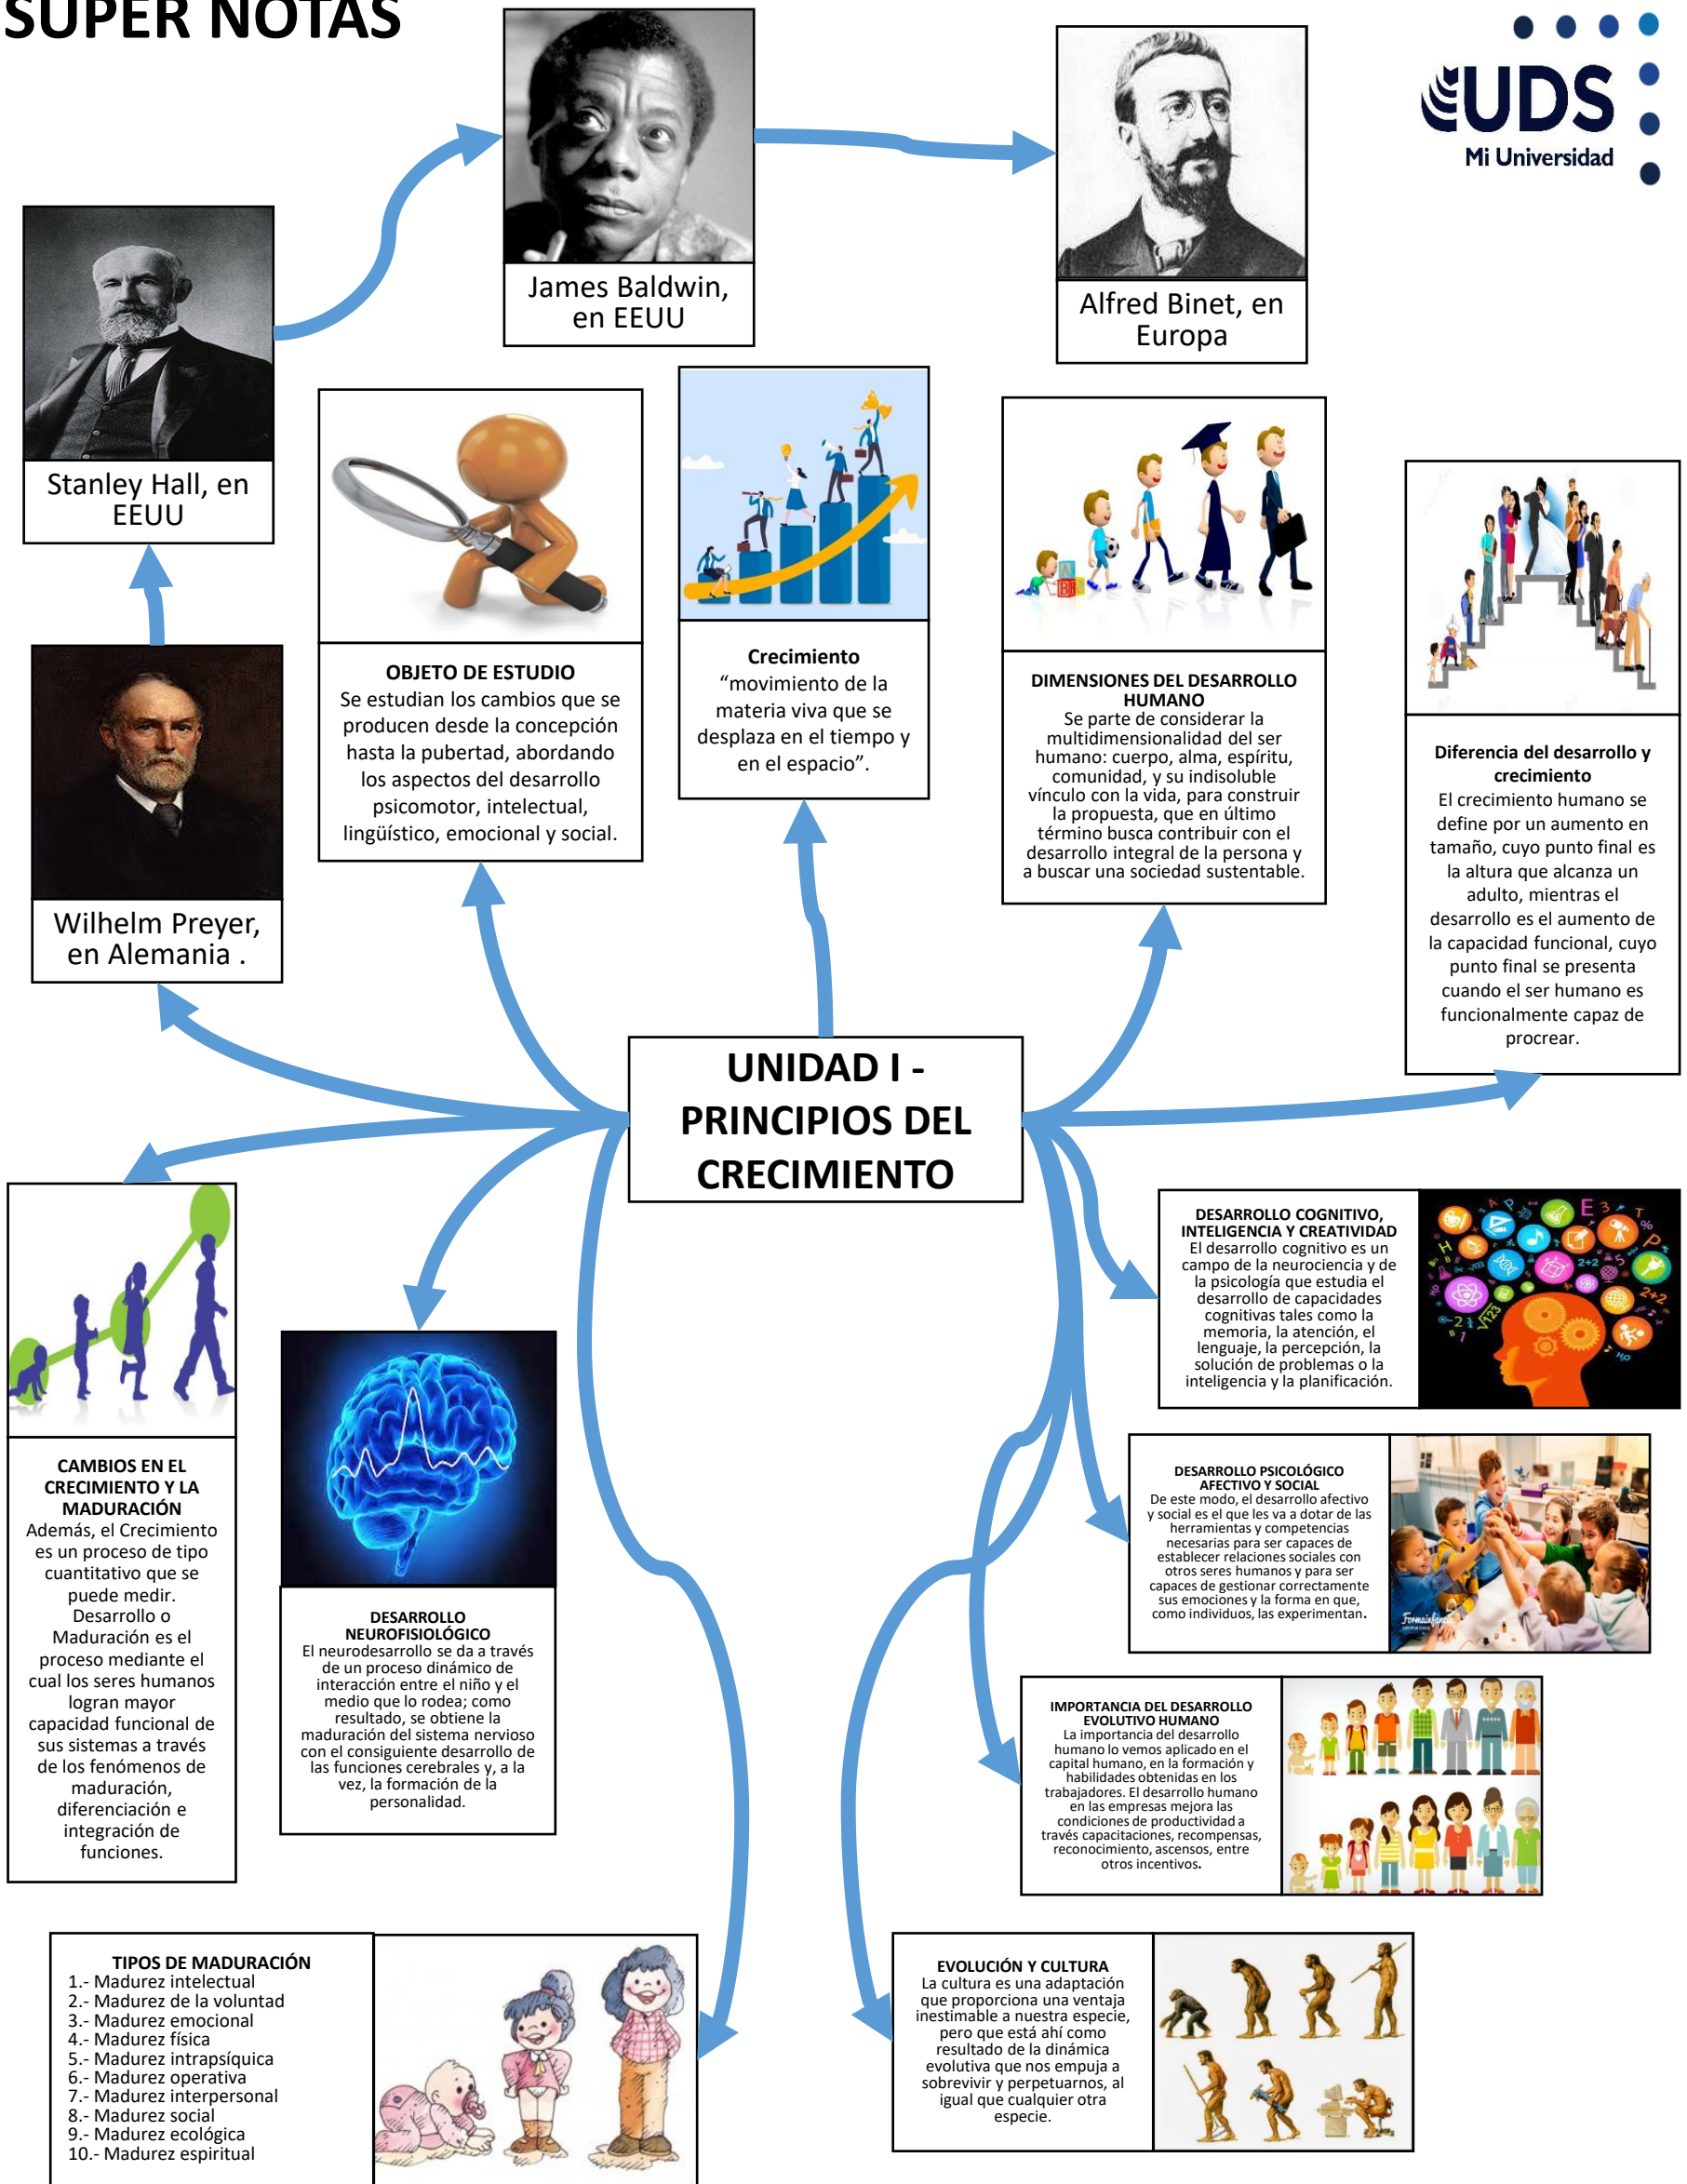 SUPER NOTAS
UDS
Mi Universidad
James Baldwin,
en EEUU
Alfred Binet, en
Europa
Stanley Hall, en
EEUU
Wilhelm Preyer,
en Alemania .
OBJETO DE ESTUDIO
Se estudian los cambios que se
producen desde la concepción
hasta la pubertad, abordando
los aspectos del desarrollo
psicomotor, intelectual,
lingüístico, emocional y social.
Crecimiento
“movimiento de la
materia viva que se
desplaza en el tiempo y
en el espacio”.
DIMENSIONES DEL DESARROLLO
HUMANO
Se parte de considerar la
multidimensionalidad del ser
humano: cuerpo, alma, espíritu,
comunidad, y su indisoluble
vínculo con la vida, para construir
la propuesta, que en último
término busca contribuir con el
desarrollo integral de la persona y
a buscar una sociedad sustentable.
Diferencia del desarrollo y
crecimiento
El crecimiento humano se
define por un aumento en
tamaño, cuyo punto final es
la altura que alcanza un
adulto, mientras el
desarrollo es el aumento de
la capacidad funcional, cuyo
punto final se presenta
cuando el ser humano es
funcionalmente capaz de
procrear.
UNIDAD I -
PRINCIPIOS DEL
CRECIMIENTO
CAMBIOS EN EL
CRECIMIENTO Y LA
MADURACIÓN
Además, el Crecimiento
es un proceso de tipo
cuantitativo que se
puede medir.
Desarrollo o
Maduración es el
proceso mediante el
cual los seres humanos
logran mayor
capacidad funcional de
sus sistemas a través
de los fenómenos de
maduración,
diferenciación e
integración de
funciones.
DESARROLLO
NEUROFISIOLÓGICO
El neurodesarrollo se da a través
de un proceso dinámico de
interacción entre el niño y el
medio que lo rodea; como
resultado, se obtiene la
maduración del sistema nervioso
con el consiguiente desarrollo de
las funciones cerebrales y, a la
vez, la formación de la
personalidad.
DESARROLLO COGNITIVO,
INTELIGENCIA Y CREATIVIDAD
El desarrollo cognitivo es un
campo de la neurociencia y de
la psicología que estudia el
desarrollo de capacidades
cognitivas tales como la
memoria, la atención, el
lenguaje, la percepción, la
solución de problemas o la
inteligencia y la planificación.
DESARROLLO PSICOLÓGICO
AFECTIVO Y SOCIAL
De este modo, el desarrollo afectivo
y social es el que les va a dotar de las
herramientas y competencias
necesarias para ser capaces de
establecer relaciones sociales con
otros seres humanos y para ser
capaces de gestionar correctamente
sus emociones y la forma en que,
como individuos, las experimentan.
Formainfancia
IMPORTANCIA DEL DESARROLLO
EVOLUTIVO HUMANO
La importancia del desarrollo
humano lo vemos aplicado en el
capital humano, en la formación y
habilidades obtenidas en los
trabajadores. El desarrollo humano
en las empresas mejora las
condiciones de productividad a
través capacitaciones, recompensas,
reconocimiento, ascensos, entre
otros incentivos.
TIPOS DE MADURACIÓN
1.- Madurez intelectual
2.- Madurez de la voluntad
3.- Madurez emocional
4.- Madurez física
5.- Madurez intrapsíquica
6.- Madurez operativa
7.- Madurez interpersonal
8.- Madurez social
9.- Madurez ecológica
10.- Madurez espiritual
EVOLUCIÓN Y CULTURA
La cultura es una adaptación
que proporciona una ventaja
inestimable a nuestra especie,
pero que está ahí como
resultado de la dinámica
evolutiva que nos empuja a
sobrevivir y perpetuarnos, al
igual que cualquier otra
especie.